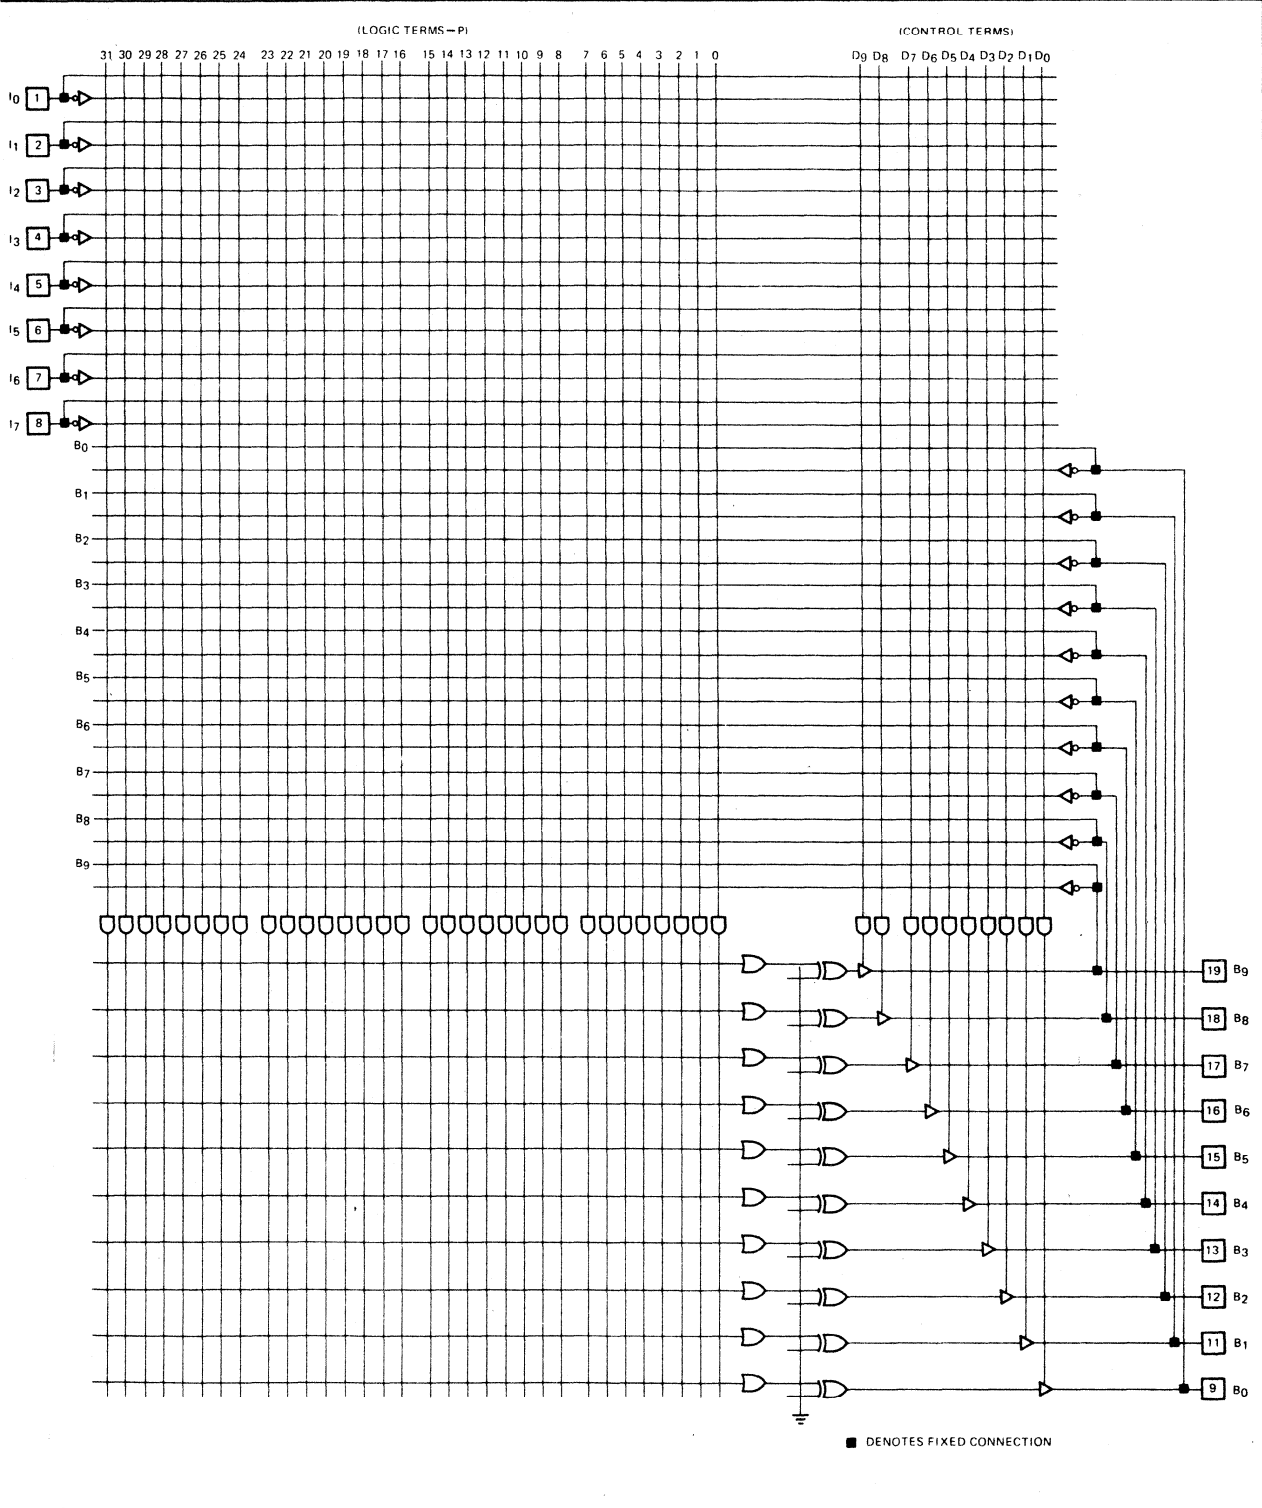 (LOGIC TERMS—P) (CONTROL TERMS)
31 30 29 28 27 26 25 24 23 22 21 20 19 18 17 16 15 14 13 12 11 10 9 8 7 6 5 4 3 2 1 0 D9 D8 D7 D6 D5 D4 D3 D2 D1 D0
I0 1
I1 2
I2 3
I3 4
I4 5
I5 6
I6 7
I7 8
B0
B1
B2
B3
B4
B5
B6
B7
B8
B9
19 B9
18 B8
17 B7
16 B6
15 B5
14 B4
13 B3
12 B2
11 B1
9 B0
DENOTES FIXED CONNECTION